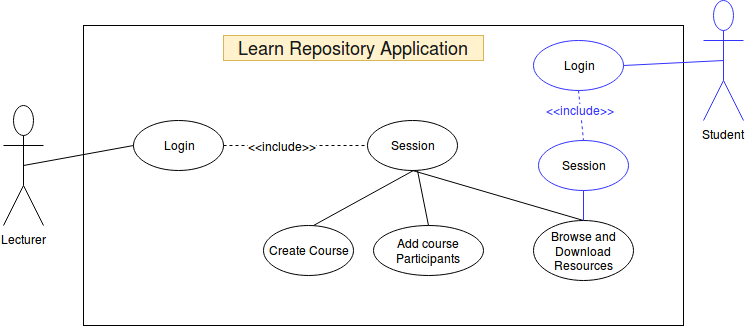 Learn Repository Application
Login
<<include>>
Student
Login
<<include>>
Session
Session
Lecturer
Create Course
Add course
Participants
Browse and
Download
Resources